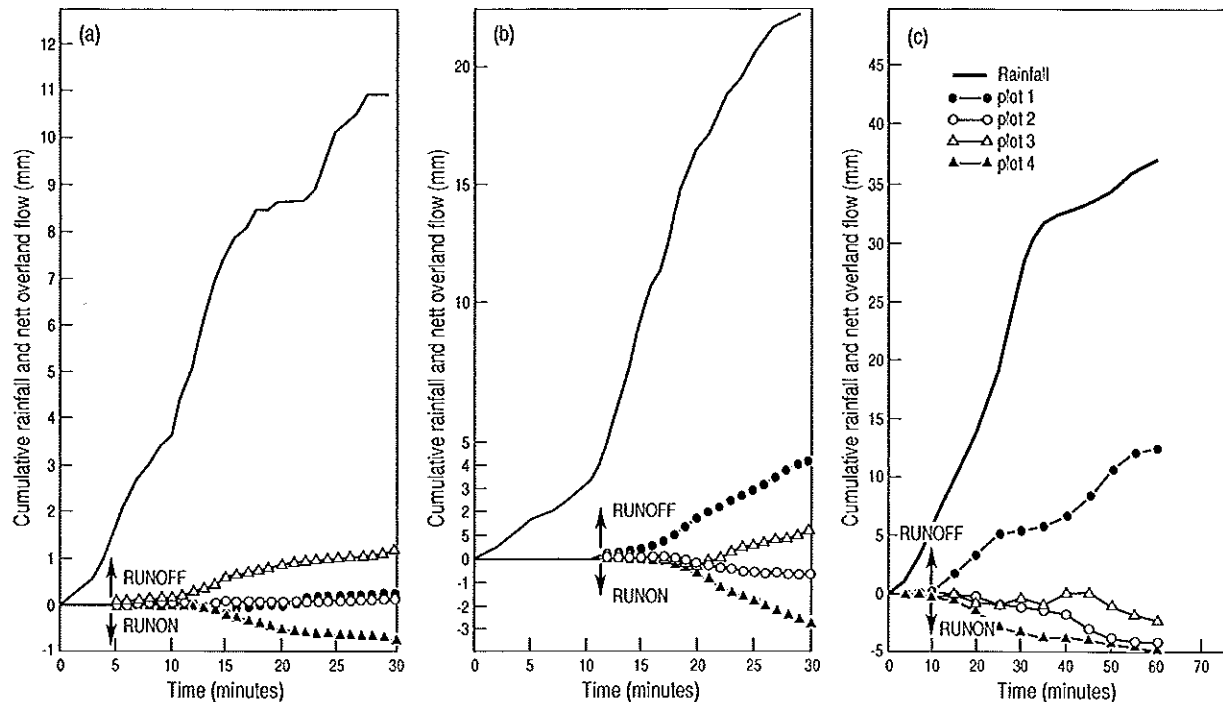 (a)
12
11
10
9
8
7
6
5
4
3
2
1
0
-1
Cumulative rainfall and nett overland flow (mm)
RUNOFF
RUNON
0 5 10 15 20 25 30
Time (minutes)
(b)
20
15
10
5
4
3
2
1
5
0
-1
-2
-3
Cumulative rainfall and nett overland flow (mm)
RUNOFF
RUNON
0 5 10 15 20 25 30
Time (minutes)
(c)
45
40
35
30
25
20
15
10
5
0
-5
Cumulative rainfall and nett overland flow (mm)
Rainfall
plot 1
plot 2
plot 3
plot 4
RUNOFF
RUNON
0 10 20 30 40 50 60 70
Time (minutes)